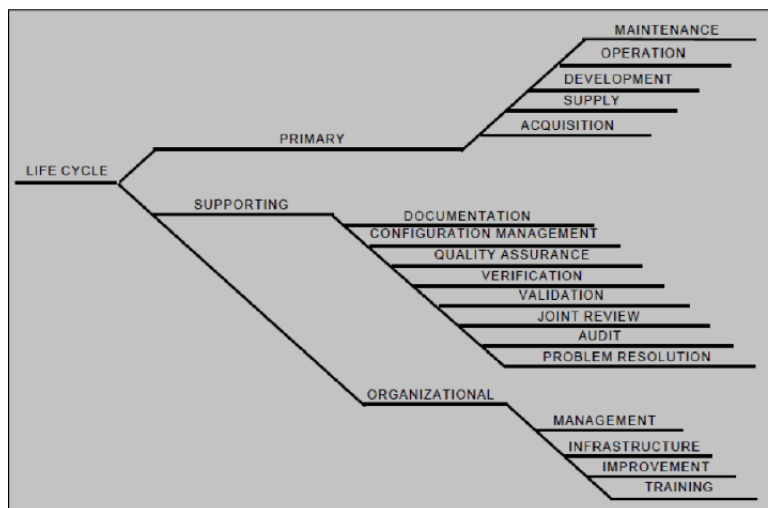 MAINTENANCE
OPERATION
DEVELOPMENT
SUPPLY
ACQUISITION
PRIMARY
LIFE CYCLE
SUPPORTING
DOCUMENTATION
CONFIGURATION MANAGEMENT
QUALITY ASSURANCE
VERIFICATION
VALIDATION
JOINT REVIEW
AUDIT
PROBLEM RESOLUTION
ORGANIZATIONAL
MANAGEMENT
INFRASTRUCTURE
IMPROVEMENT
TRAINING